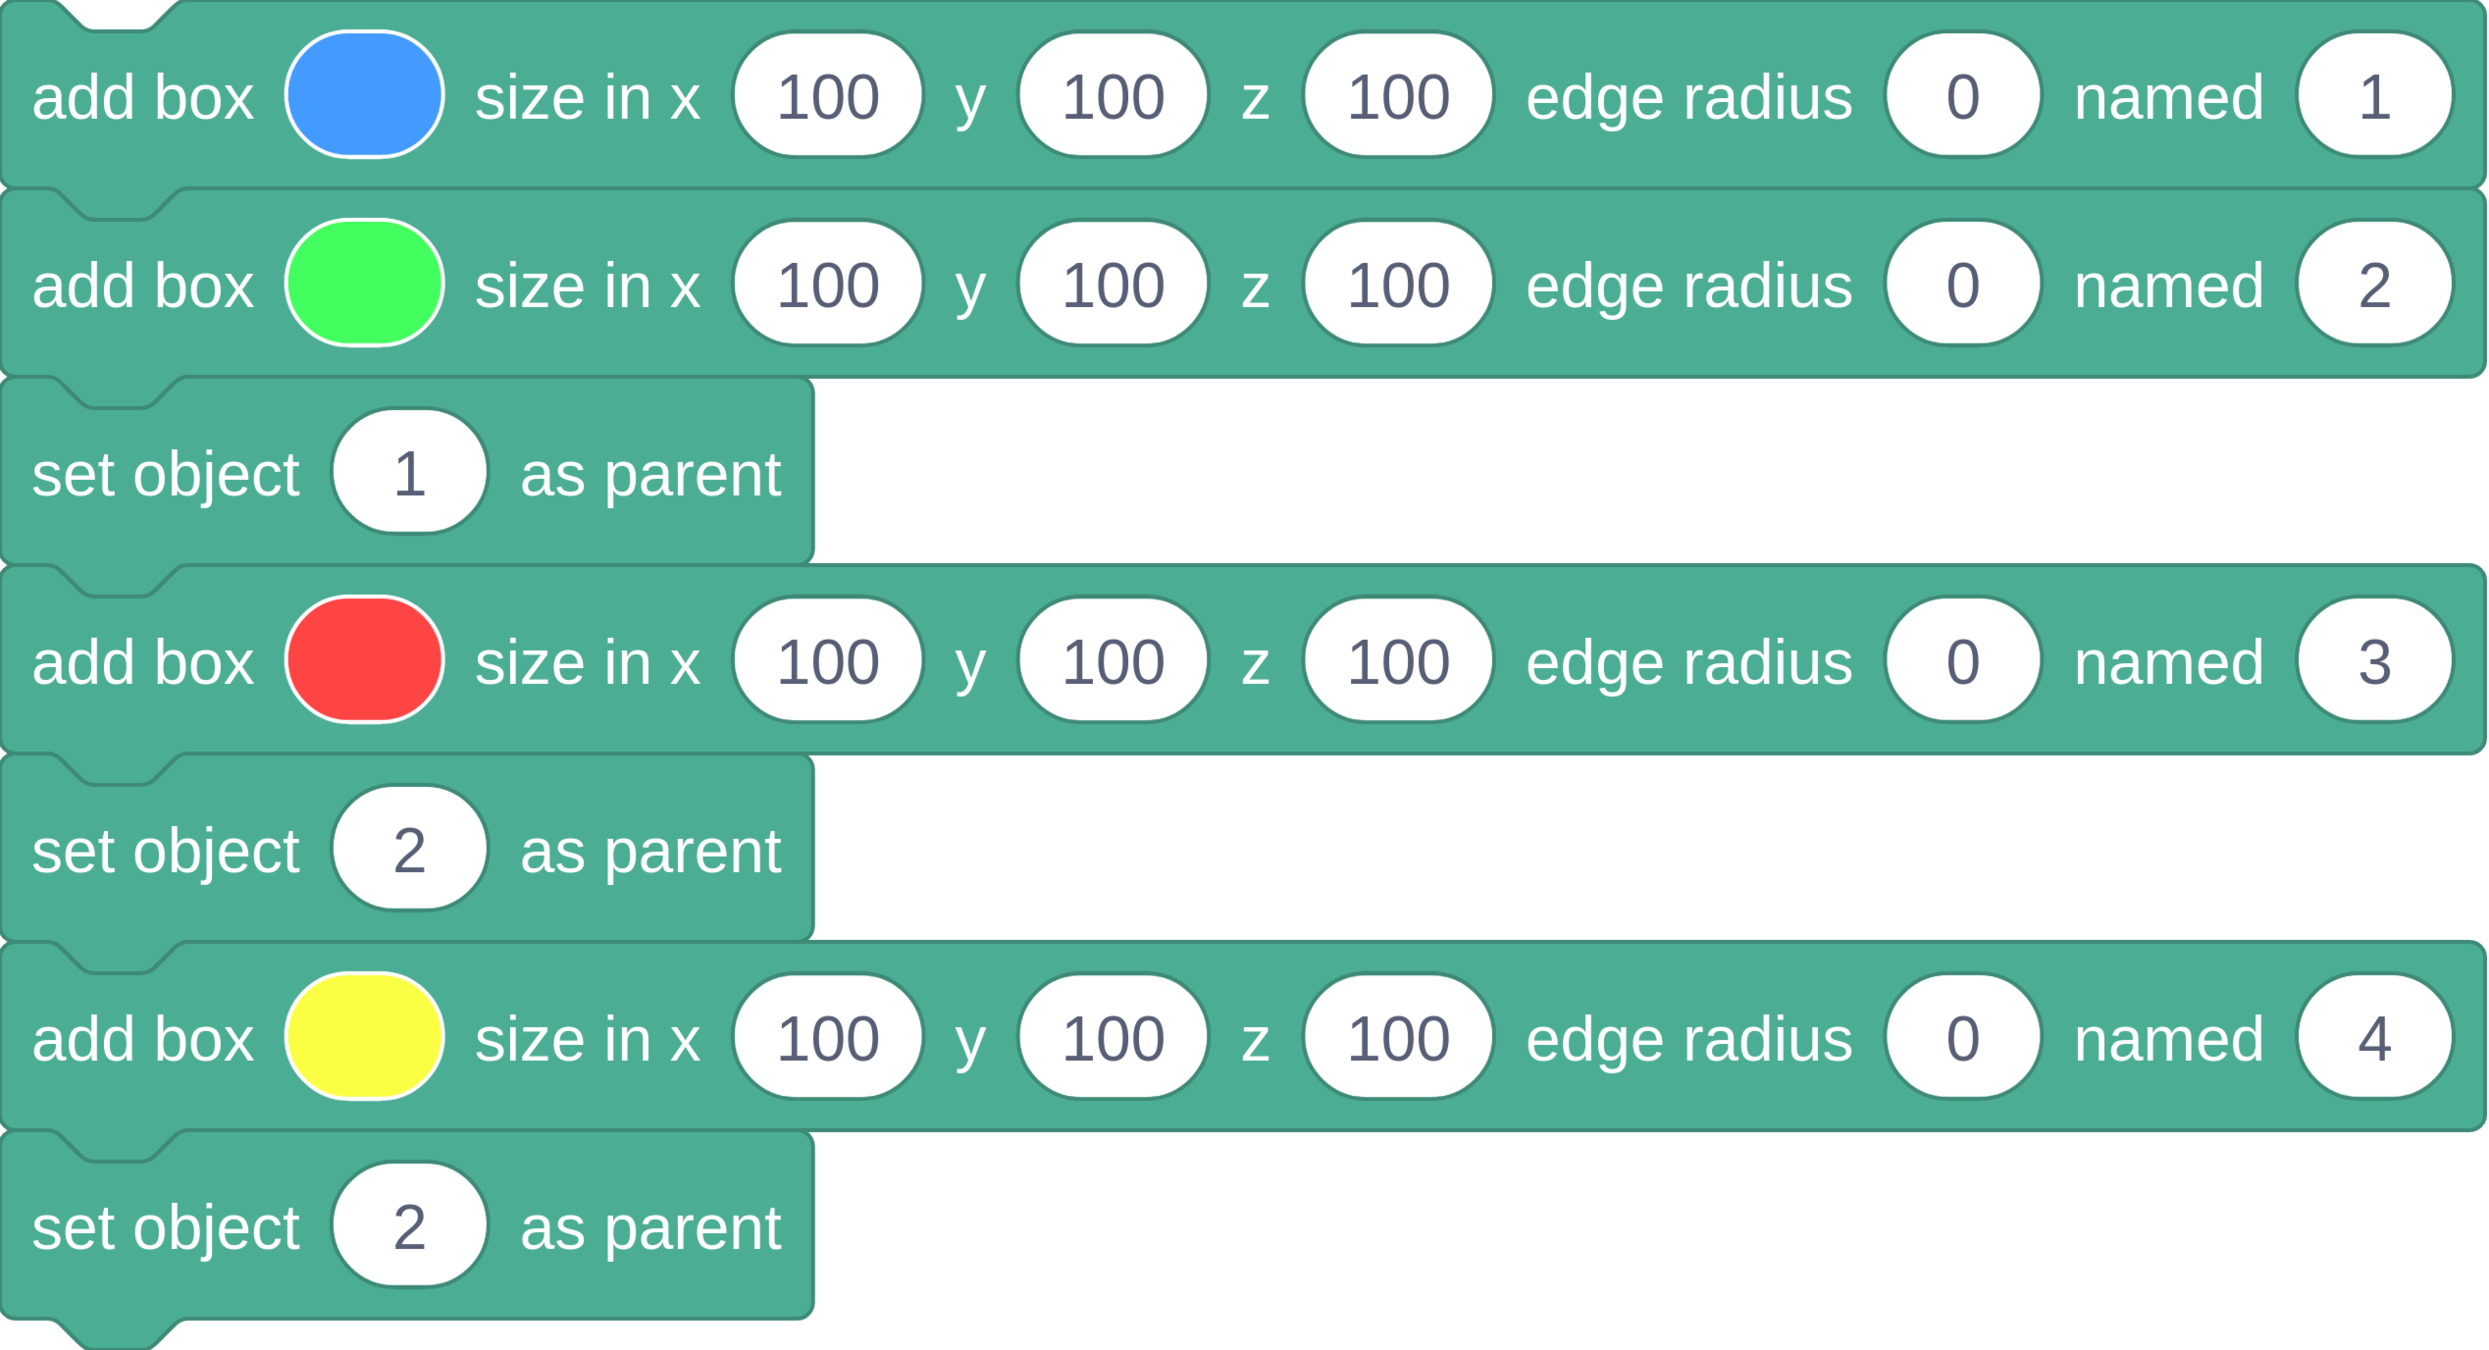 add box size in x 100 y 100 z 100 edge radius 0 named 1
add box size in x 100 y 100 z 100 edge radius 0 named 2
set object 1 as parent
add box size in x 100 y 100 z 100 edge radius 0 named 3
set object 2 as parent
add box size in x 100 y 100 z 100 edge radius 0 named 4
set object 2 as parent